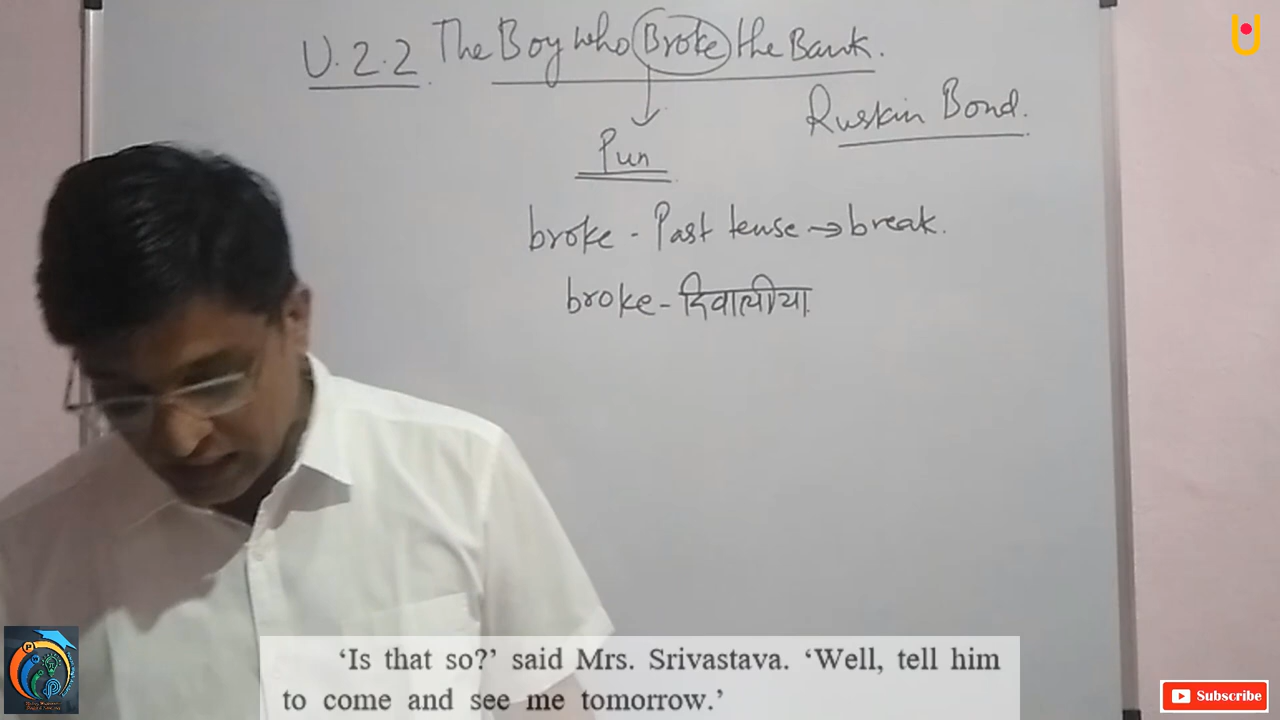 U.2.2 The Boy who Broke the Bank.
Ruskin Bond.
Pun
broke - Past tense → break.
broke - दिवालीया
‘Is that so?’ said Mrs. Srivastava. ‘Well, tell him
to come and see me tomorrow.’
Subscribe